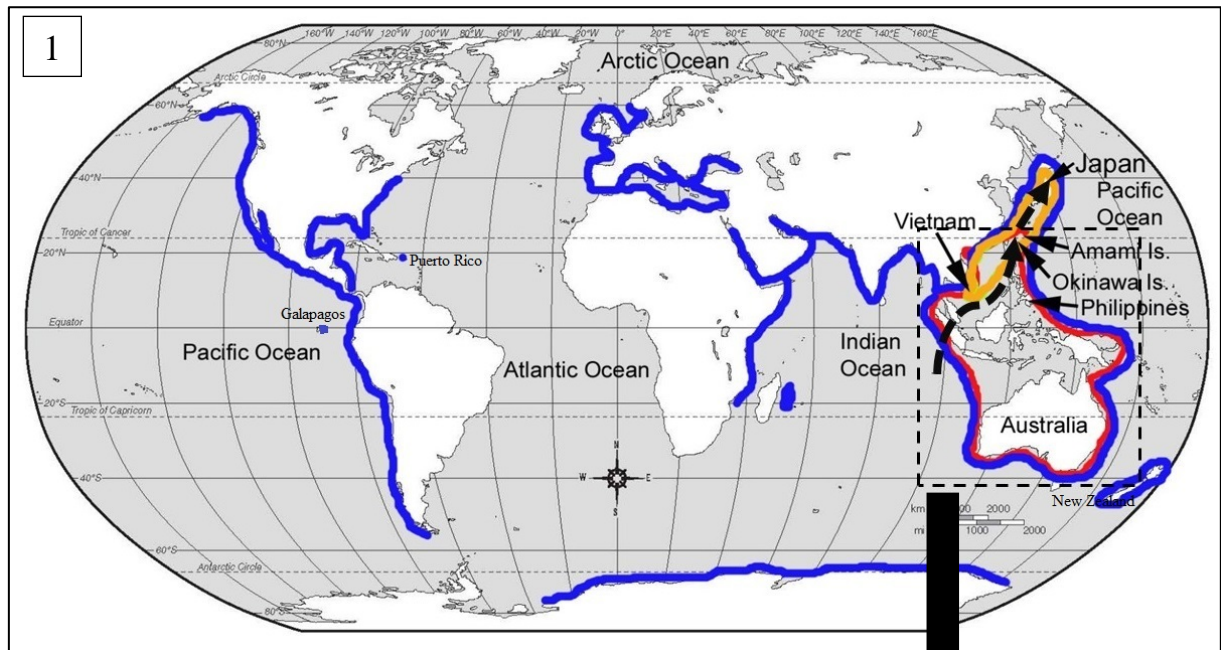 1
160°W 140°W 120°W 100°W 80°W 60°W 40°W 20°W 0° 20°E 40°E 60°E 80°E 100°E 120°E 140°E 160°E
80°N
Arctic Ocean
Arctic Circle
60°N
40°N
Japan
Pacific
Ocean
Vietnam
Tropic of Cancer
20°N
Puerto Rico
Amami Is.
Okinawa Is.
Philippines
Galapagos
Equator
0°
Pacific Ocean
Atlantic Ocean
Indian
Ocean
20°S
Tropic of Capricorn
Australia
N
W E
S
40°S
New Zealand
km 2000
mi 1000 2000
60°S
Antarctic Circle
80°S